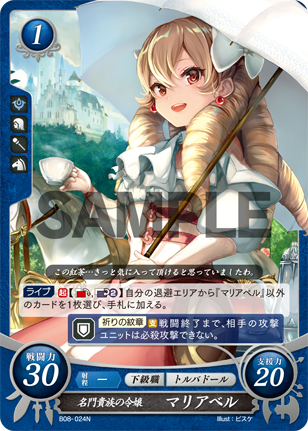 1
SAMPLE
この紅茶…きっと気に入って頂けると思っていましたわ。
ライブ 起 【、2】自分の退避エリアから『マリアベル』以外
のカードを1枚選び、手札に加える。
祈りの紋章 支 戦闘終了まで、相手の攻撃
ユニットは必殺攻撃できない。
戦闘力
30
射程 ー 下級職 トルバドール
支援力
20
名門貴族の令嬢 マリアベル
B08-024N
Illust:ビスケ